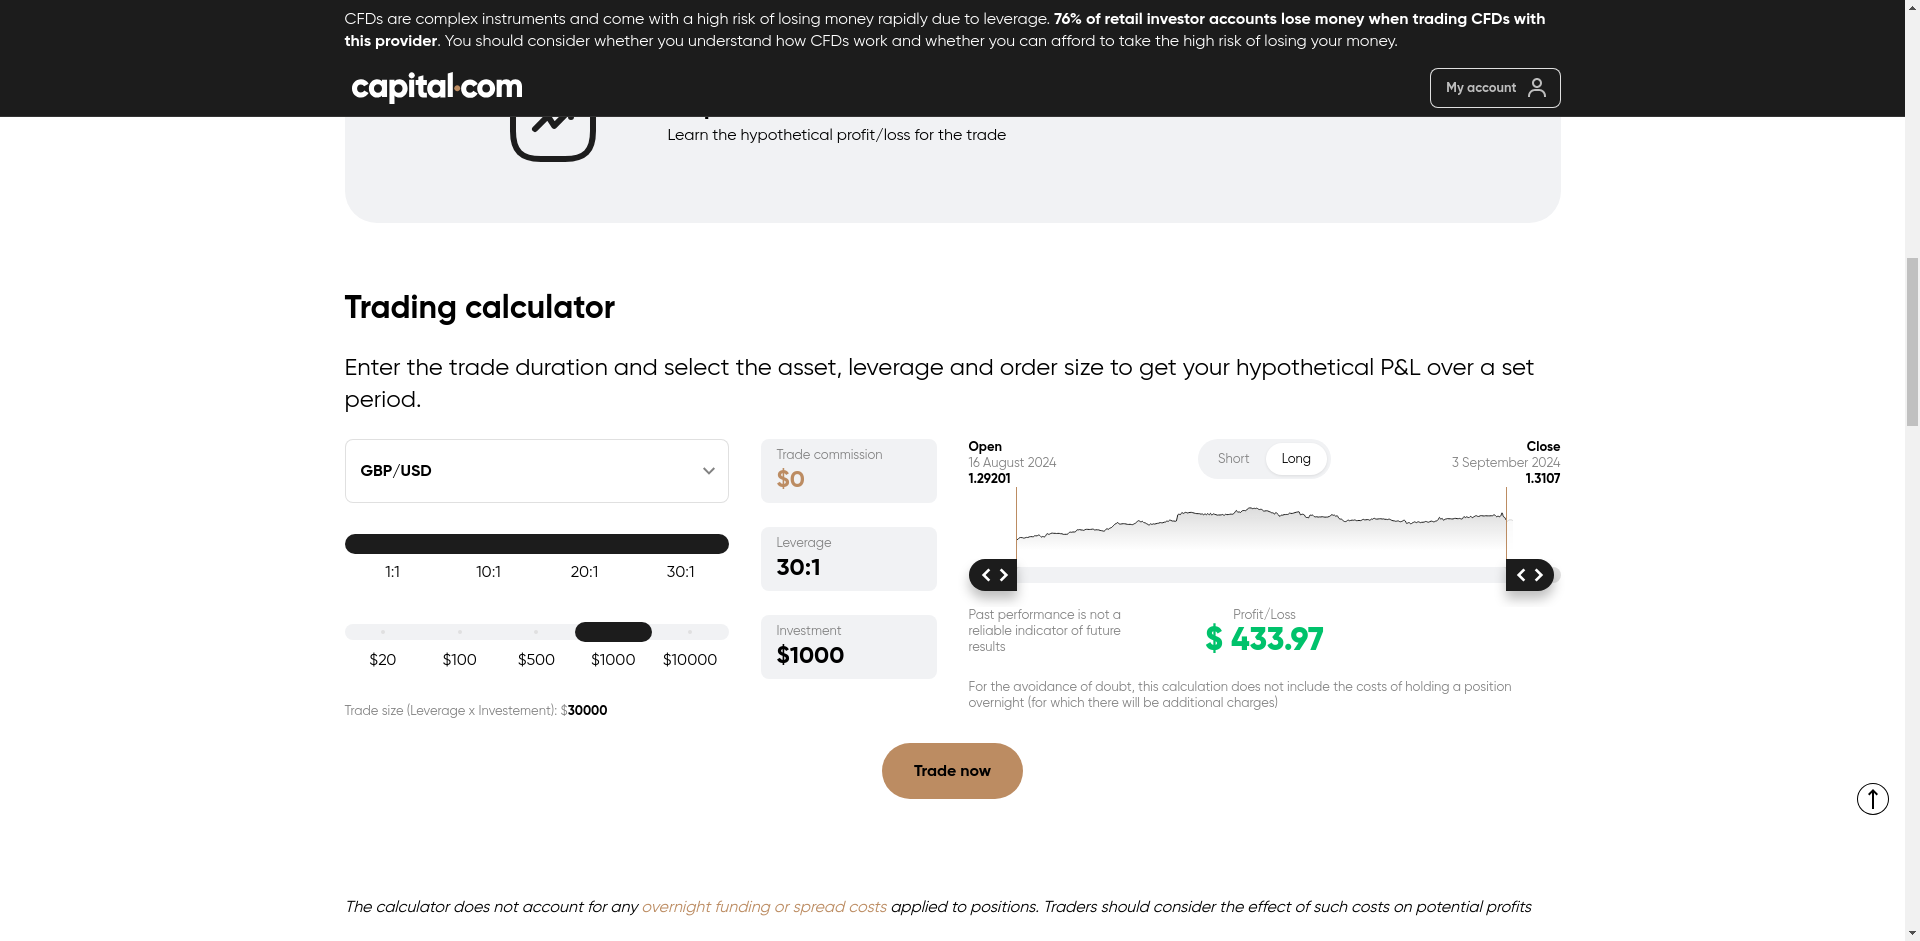 CFDs are complex instruments and come with a high risk of losing money rapidly due to leverage. 76% of retail investor accounts lose money when trading CFDs with
this provider. You should consider whether you understand how CFDs work and whether you can afford to take the high risk of losing your money.
capital.com
My account
Learn the hypothetical profit/loss for the trade
Trading calculator
Enter the trade duration and select the asset, leverage and order size to get your hypothetical P&L over a set
period.
GBP/USD
1:1 10:1 20:1 30:1
$20 $100 $500 $1000 $10000
Trade size (Leverage x Investement): $30000
Trade commission
$0
Leverage
30:1
Investment
$1000
Open
16 August 2024
1.29201
Short Long
Close
3 September 2024
1.3107
Past performance is not a
reliable indicator of future
results
Profit/Loss
$ 433.97
For the avoidance of doubt, this calculation does not include the costs of holding a position
overnight (for which there will be additional charges)
Trade now
The calculator does not account for any overnight funding or spread costs applied to positions. Traders should consider the effect of such costs on potential profits